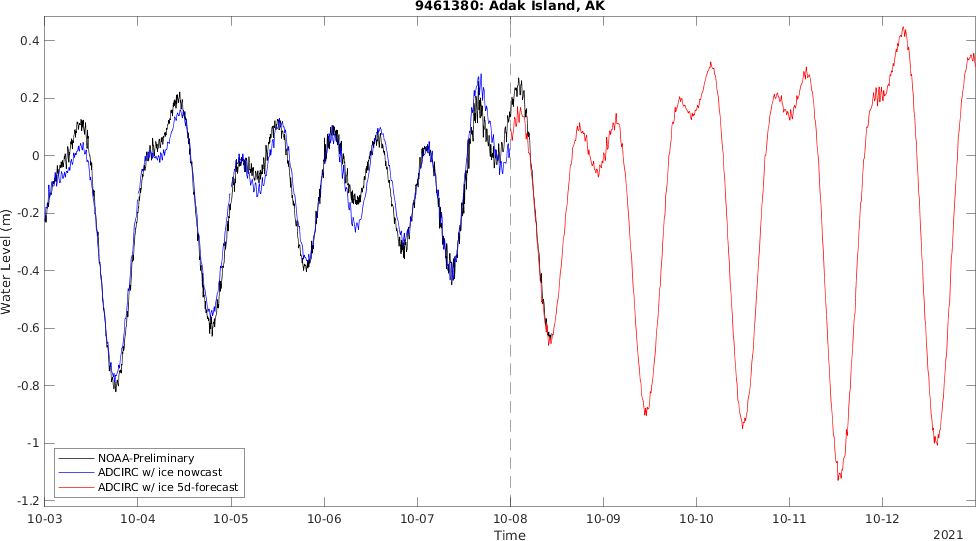 9461380: Adak Island, AK
Water Level (m)
0.4
0.2
0
-0.2
-0.4
-0.6
-0.8
-1
-1.2
NOAA-Preliminary
ADCIRC w/ ice nowcast
ADCIRC w/ ice 5d-forecast
10-03 10-04 10-05 10-06 10-07 10-08 10-09 10-10 10-11 10-12
Time
2021